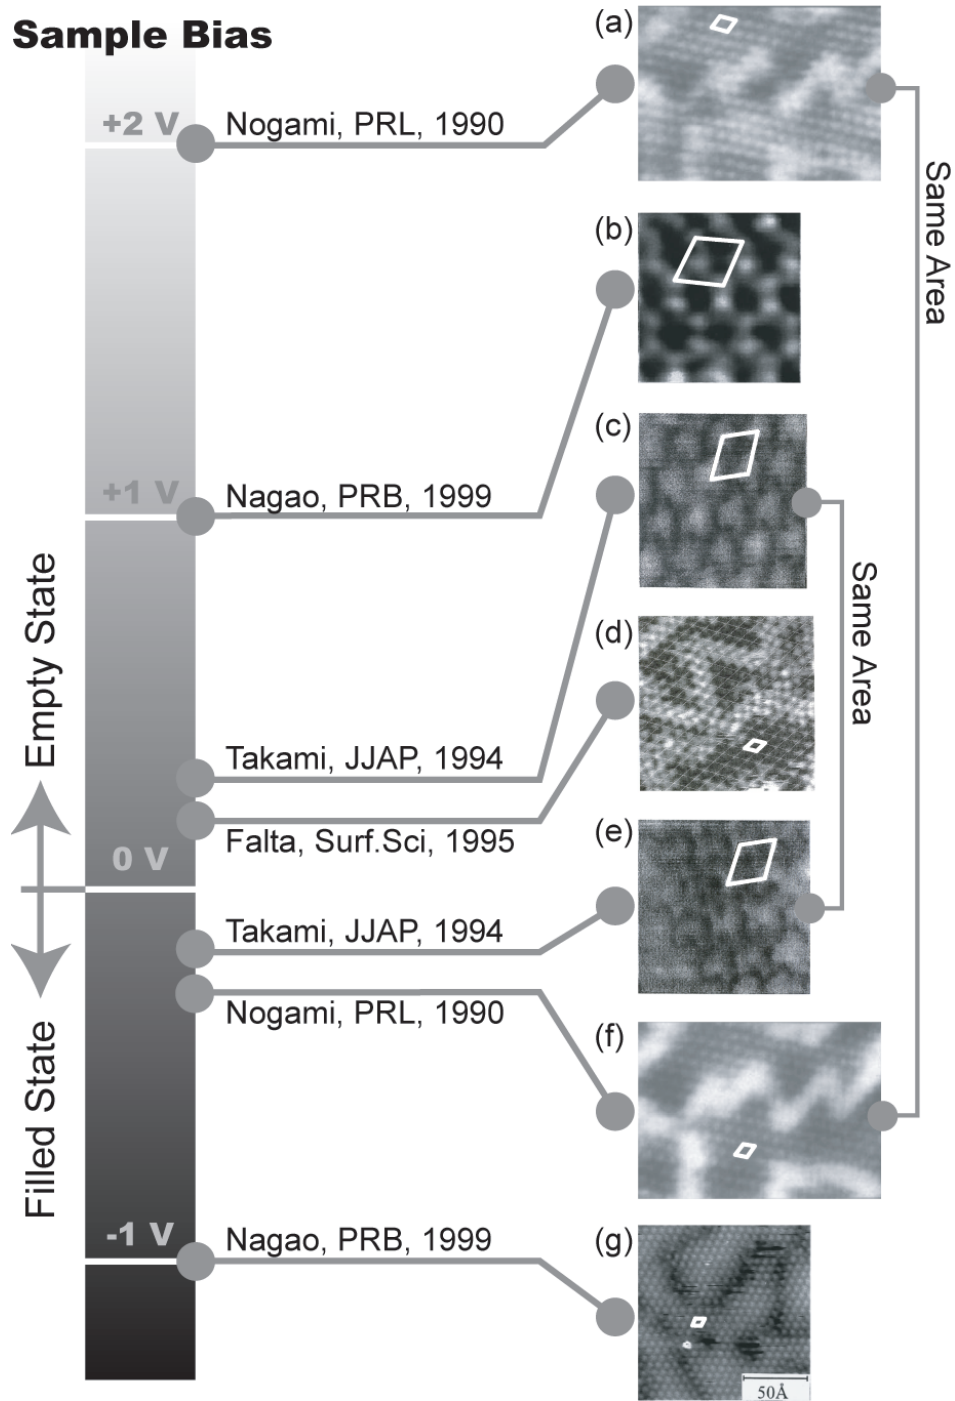 Sample Bias
+2 V
Nogami, PRL, 1990
(a)
Same Area
(b)
+1 V
Nagao, PRB, 1999
(c)
Same Area
(d)
Empty State
Takami, JJAP, 1994
Falta, Surf.Sci, 1995
0 V
(e)
Takami, JJAP, 1994
Nogami, PRL, 1990
(f)
Filled State
-1 V
Nagao, PRB, 1999
(g)
50Å